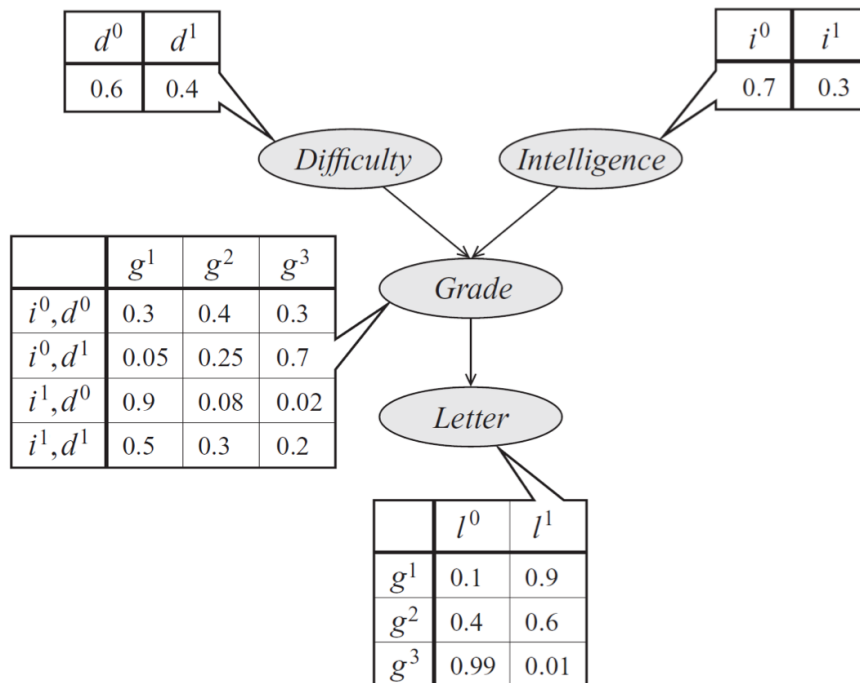 d⁰ d¹
0.6 0.4
i⁰ i¹
0.7 0.3
Difficulty
Intelligence
g¹ g² g³
i⁰,d⁰ 0.3 0.4 0.3
i⁰,d¹ 0.05 0.25 0.7
i¹,d⁰ 0.9 0.08 0.02
i¹,d¹ 0.5 0.3 0.2
Grade
Letter
l⁰ l¹
g¹ 0.1 0.9
g² 0.4 0.6
g³ 0.99 0.01